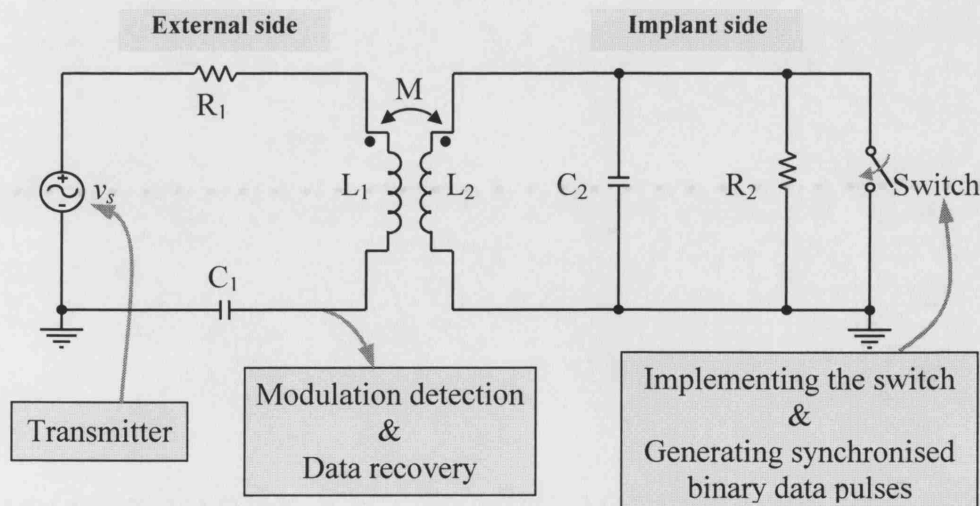 External side
Implant side
R1
M
+
vs
-
L1
L2
C2
R2
Switch
C1
Transmitter
Modulation detection
&
Data recovery
Implementing the switch
&
Generating synchronised
binary data pulses